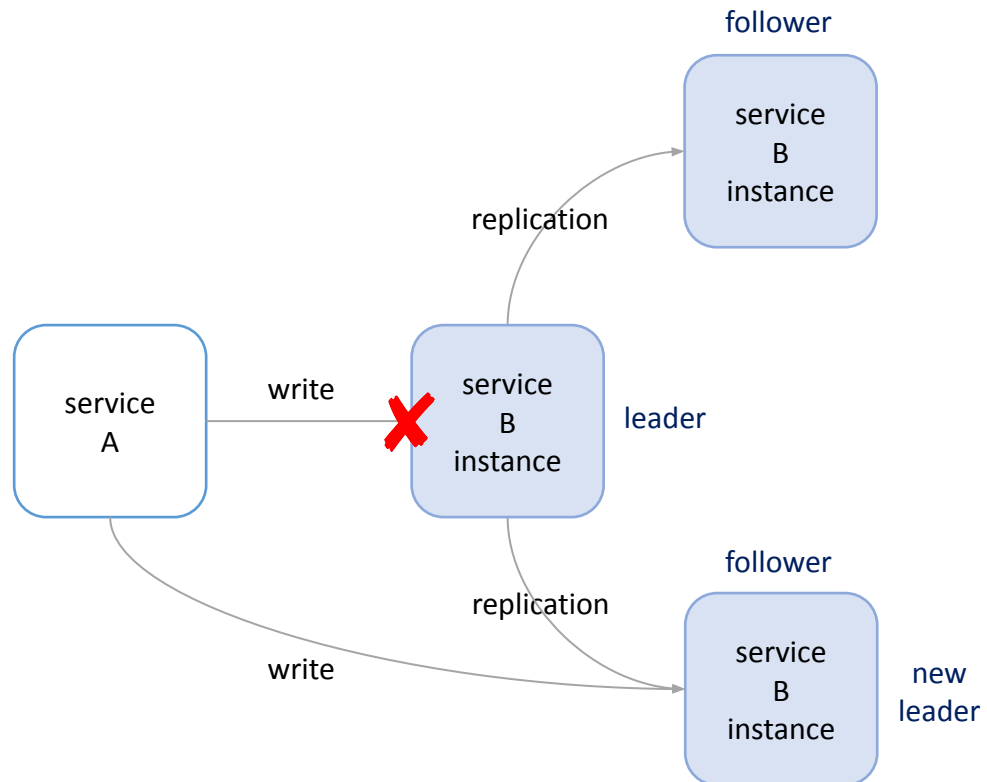 follower
service
B
instance
replication
service
A
write
service
B
instance
leader
replication
follower
write
service
B
instance
new
leader